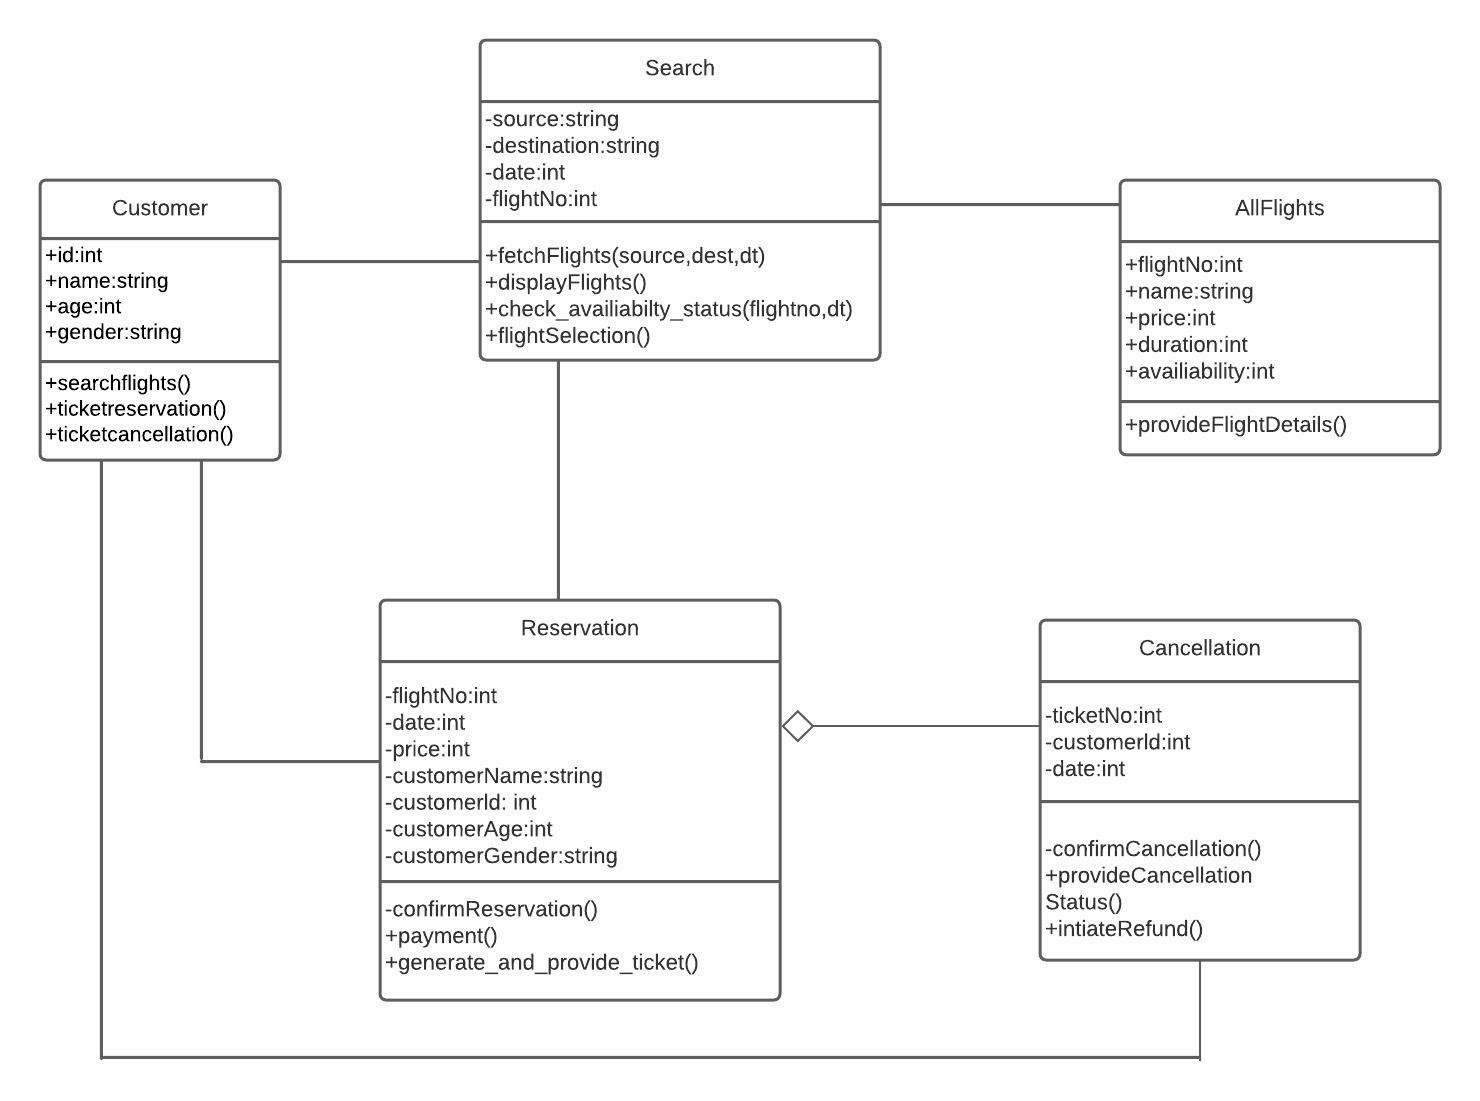 Search
-source:string
-destination:string
-date:int
-flightNo:int
+fetchFlights(source,dest,dt)
+displayFlights()
+check_availiabilty_status(flightno,dt)
+flightSelection()
Customer
+id:int
+name:string
+age:int
+gender:string
+searchflights()
+ticketreservation()
+ticketcancellation()
AllFlights
+flightNo:int
+name:string
+price:int
+duration:int
+availiability:int
+provideFlightDetails()
Reservation
-flightNo:int
-date:int
-price:int
-customerName:string
-customerId: int
-customerAge:int
-customerGender:string
-confirmReservation()
+payment()
+generate_and_provide_ticket()
Cancellation
-ticketNo:int
-customerId:int
-date:int
-confirmCancellation()
+provideCancellation
Status()
+intiateRefund()